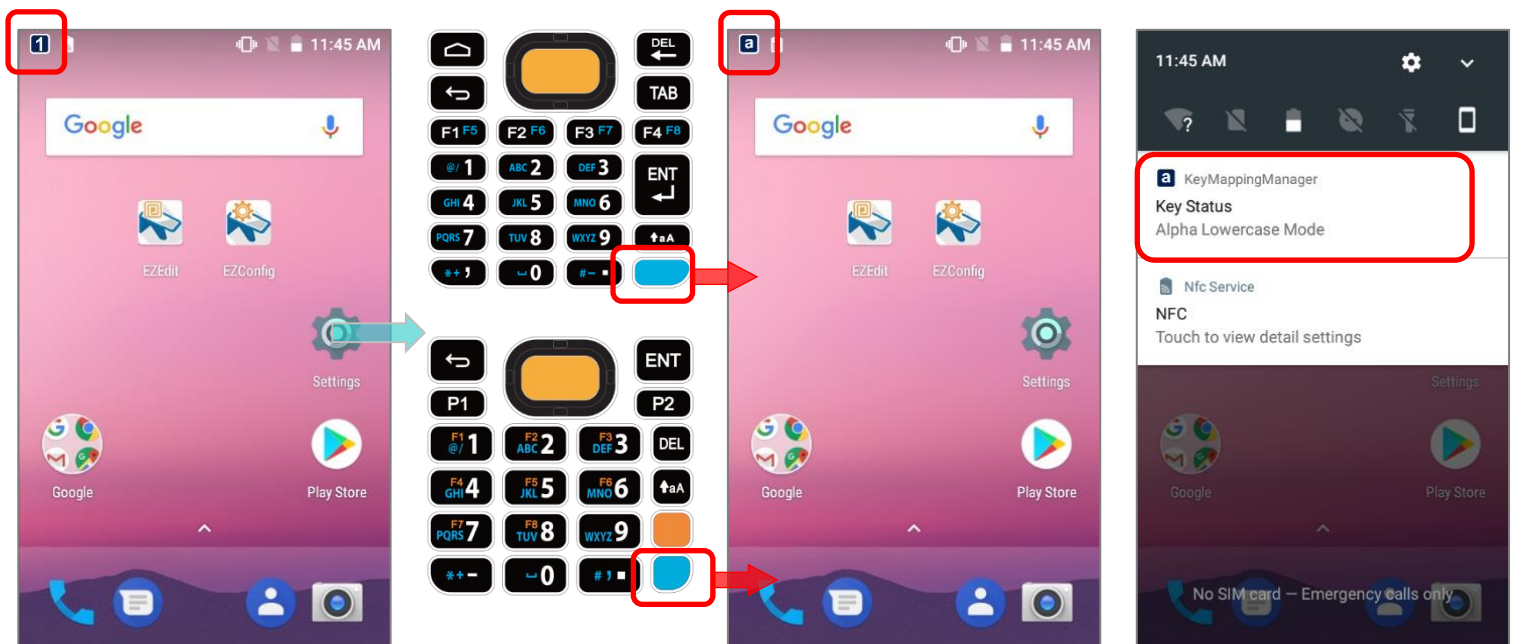 1
11:45 AM
Google
EZEdit EZConfig
Settings
Google Play Store
DEL
TAB
F1 F5 F2 F6 F3 F7 F4 F8
@/ 1 ABC 2 DEF 3 ENT
GHI 4 JKL 5 MNO 6
PQRS 7 TUV 8 WXYZ 9 aA
*+ , ␣ 0 #- .
ENT
P1 P2
F1 @/ 1 F2 ABC 2 F3 DEF 3 DEL
F4 GHI 4 F5 JKL 5 F6 MNO 6 aA
F7 PQRS 7 F8 TUV 8 WXYZ 9
*+ - ␣ 0 # , .
a
11:45 AM
Google
EZEdit EZConfig
Settings
Google Play Store
11:45 AM
?
a KeyMappingManager
Key Status
Alpha Lowercase Mode
Nfc Service
NFC
Touch to view detail settings
Settings
Google Play Store
No SIM card — Emergency calls only